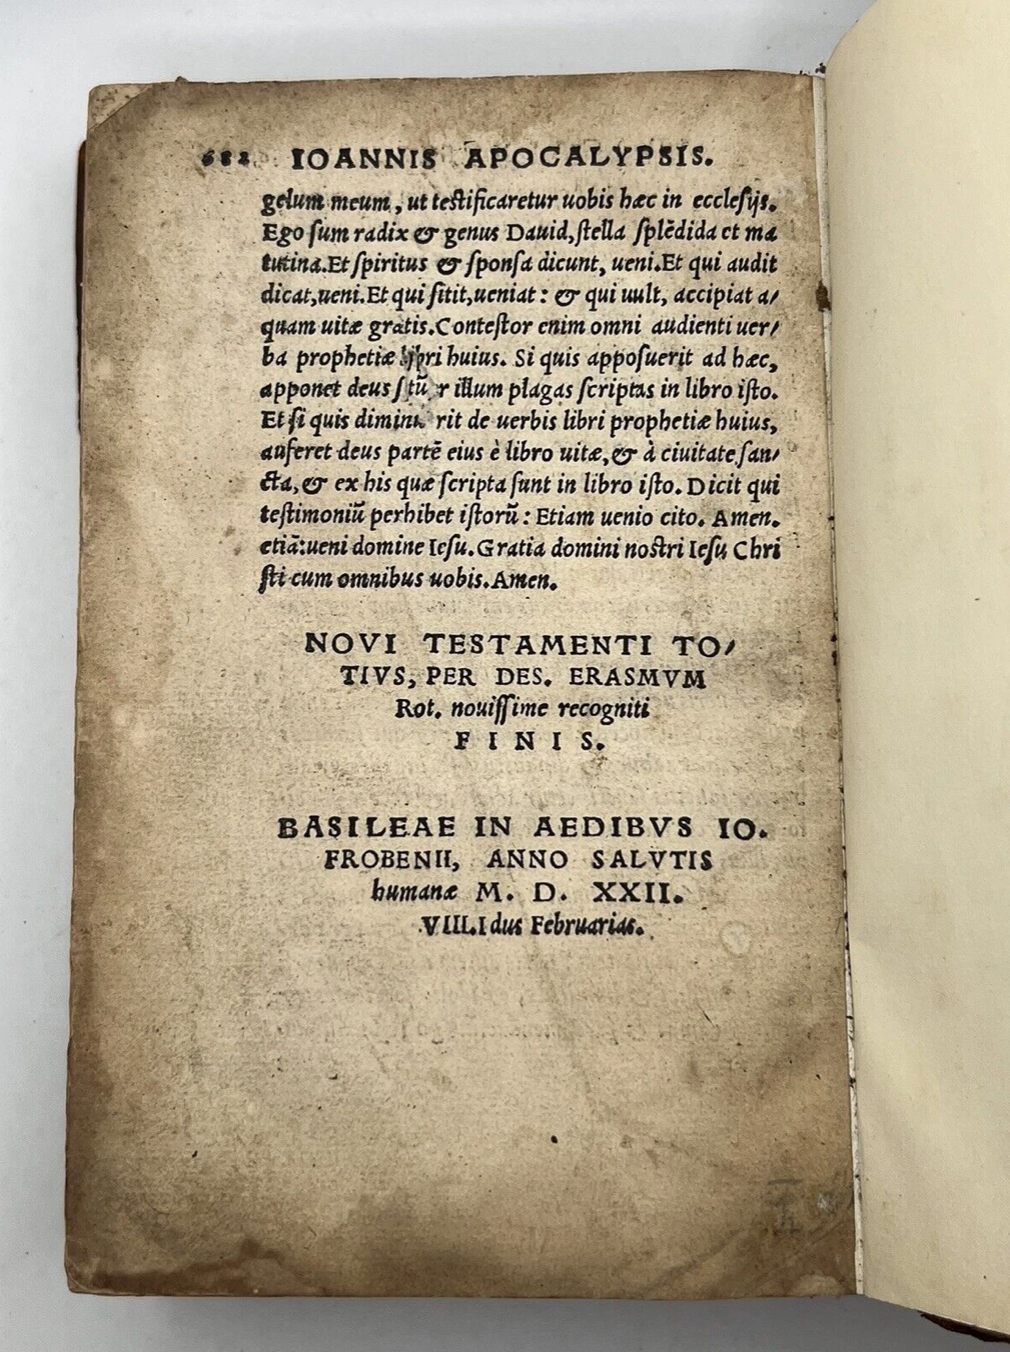 682 IOANNIS APOCALYPSIS.
gelum meum, ut testificaretur uobis hæc in ecclesijs.
Ego sum radix & genus Dauid, stella splēdida et ma
tutina. Et spiritus & sponsa dicunt, ueni. Et qui audit
dicat, ueni. Et qui sitit, ueniat: & qui uult, accipiat a/
quam uitæ gratis. Contestor enim omni audienti uer/
ba prophetiæ libri huius. Si quis apposuerit ad hæc,
apponet deus illum plagas scriptas in libro isto.
Et si quis de uerbis libri prophetiæ huius,
auferet deus partē eius è libro uitæ, & à ciuitate san/
cta, & ex his quæ scripta sunt in libro isto. Dicit qui
testimoniū perhibet istorū: Etiam uenio cito. Amen.
etiā: ueni domine Iesu. Gratia domini nostri Iesu Chri
sti cum omnibus uobis. Amen.
NOVI TESTAMENTI TO/
TIVS, PER DES. ERASMVM
Rot. nouissime recogniti
FINIS.
BASILEAE IN AEDIBVS IO.
FROBENII, ANNO SALVTIS
humanæ M. D. XXII.
VIII. Idus Februarias.